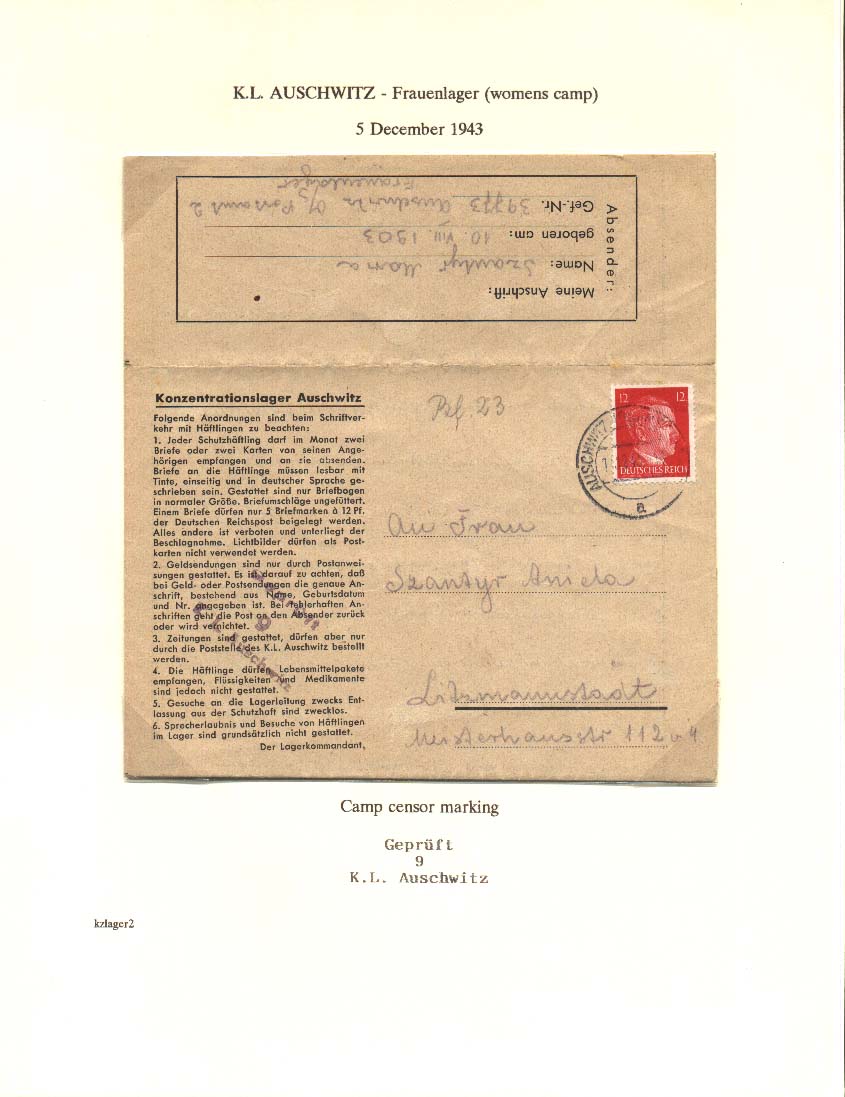 K.L. AUSCHWITZ - Frauenlager (womens camp)
5 December 1943
Absender:
Meine Anschrift:
Name: Szantyr
geboren am: 10. VIII. 1903
Gef.-Nr. 39773 Auschwitz O/S Postamt 2
Frauenlager
Konzentrationslager Auschwitz
Folgende Anordnungen sind beim Schriftver-
kehr mit Häftlingen zu beachten:
1. Jeder Schutzhäftling darf im Monat zwei
Briefe oder zwei Karten von seinen Ange-
hörigen empfangen und an sie absenden.
Briefe an die Häftlinge müssen lesbar mit
Tinte, einseitig und in deutscher Sprache ge-
schrieben sein. Gestattet sind nur Briefbogen
in normaler Größe. Briefumschläge ungefüttert.
Einem Briefe dürfen nur 5 Briefmarken à 12 Pf.
der Deutschen Reichspost beigelegt werden.
Alles andere ist verboten und unterliegt der
Beschlagnahme. Lichtbilder dürfen als Post-
karten nicht verwendet werden.
2. Geldsendungen sind nur durch Postanwei-
sungen gestattet. Es ist darauf zu achten, daß
bei Geld- oder Postsendungen die genaue An-
schrift, bestehend aus Name, Geburtsdatum
und Nr. angegeben ist. Bei fehlerhaften An-
schriften geht die Post an den Absender zurück
oder wird vernichtet.
3. Zeitungen sind gestattet, dürfen aber nur
durch die Poststelle des K.L. Auschwitz bestellt
werden.
4. Die Häftlinge dürfen Lebensmittelpakete
empfangen, Flüssigkeiten und Medikamente
sind jedoch nicht gestattet.
5. Gesuche an die Lagerleitung zwecks Ent-
lassung aus der Schutzhaft sind zwecklos.
6. Sprecherlaubnis und Besuche von Häftlingen
im Lager sind grundsätzlich nicht gestattet.
Der Lagerkommandant.
Geprüft
9
K.L. Auschwitz
23
12 12
DEUTSCHES REICH
AUSCHWITZ
a
An Frau
Szantyr Aniela
Litzmannstadt
Meisterhausstr 112
Camp censor marking
Geprüft
9
K.L. Auschwitz
kzlager2